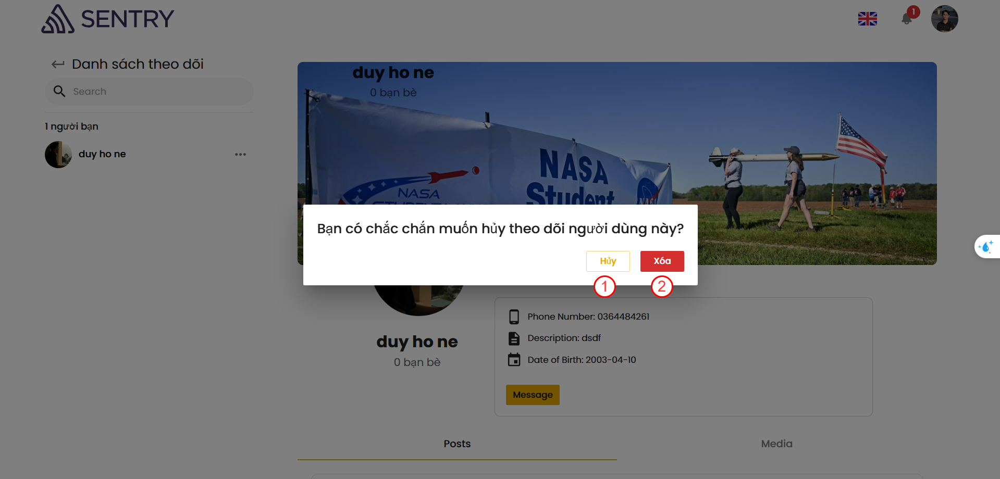 SENTRY
1
Danh sách theo dõi
Search
1 người bạn
duy ho ne
duy ho ne
0 bạn bè
NASA
Student
NASA
NASA
Bạn có chắc chắn muốn hủy theo dõi người dùng này?
Hủy
Xóa
1
2
duy ho ne
0 bạn bè
Phone Number: 0364484261
Description: dsdf
Date of Birth: 2003-04-10
Message
Posts
Media